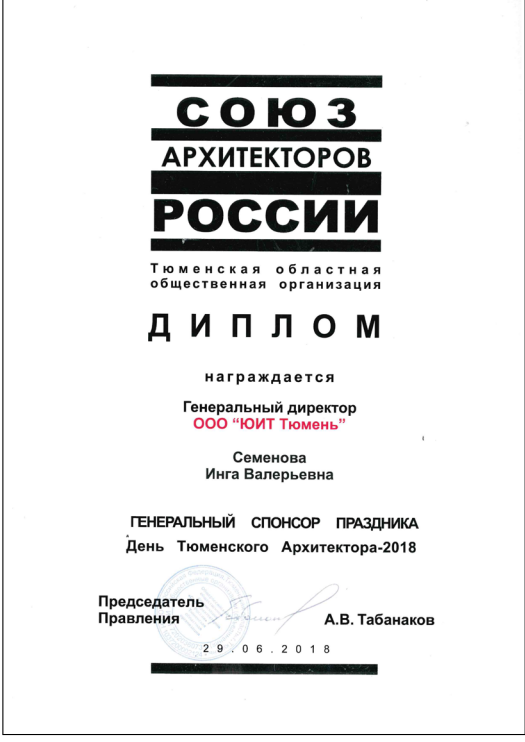 СОЮЗ
АРХИТЕКТОРОВ
РОССИИ
Тюменская областная
общественная организация
ДИПЛОМ
награждается
Генеральный директор
ООО “ЮИТ Тюмень”
Семенова
Инга Валерьевна
ГЕНЕРАЛЬНЫЙ СПОНСОР ПРАЗДНИКА
День Тюменского Архитектора-2018
Председатель
Правления
А.В. Табанаков
29.06.2018